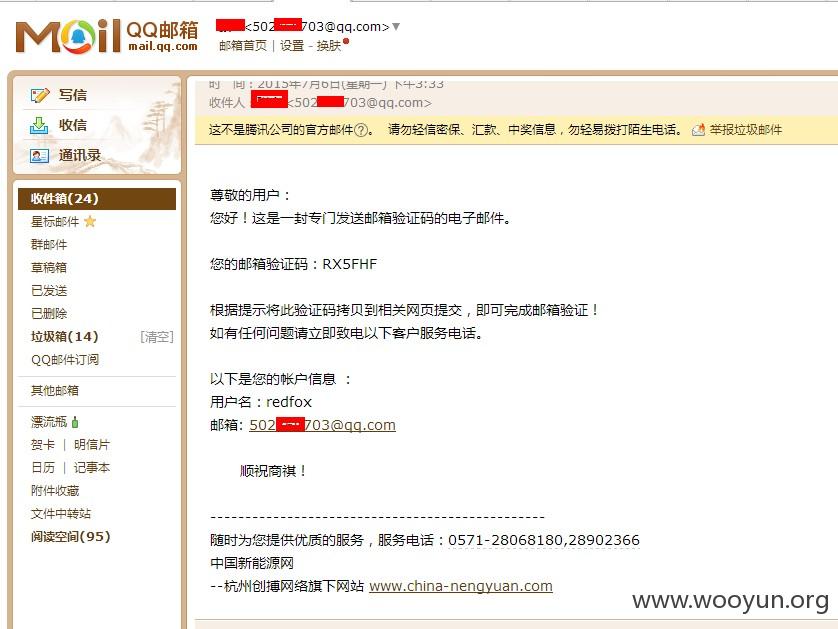 Mail QQ邮箱
mail.qq.com
<502 703@qq.com>
邮箱首页 | 设置 - 换肤
写信
收信
通讯录
收件箱(24)
星标邮件
群邮件
草稿箱
已发送
已删除
垃圾箱(14) [清空]
QQ邮件订阅
其他邮箱
漂流瓶
贺卡 | 明信片
日历 | 记事本
附件收藏
文件中转站
阅读空间(95)
时 间:2015年7月6日(星期一) 下午3:33
收件人: <502 703@qq.com>
这不是腾讯公司的官方邮件?。 请勿轻信密保、汇款、中奖信息,勿轻易拨打陌生电话。 举报垃圾邮件
尊敬的用户:
您好!这是一封专门发送邮箱验证码的电子邮件。
您的邮箱验证码:RX5FHF
根据提示将此验证码拷贝到相关网页提交,即可完成邮箱验证!
如有任何问题请立即致电以下客户服务电话。
以下是您的帐户信息 :
用户名:redfox
邮箱: 502 703@qq.com
顺祝商祺!
------------------------------------------------
随时为您提供优质的服务,服务电话:0571-28068180,28902366
中国新能源网
--杭州创搏网络旗下网站 www.china-nengyuan.com
www.wooyun.org